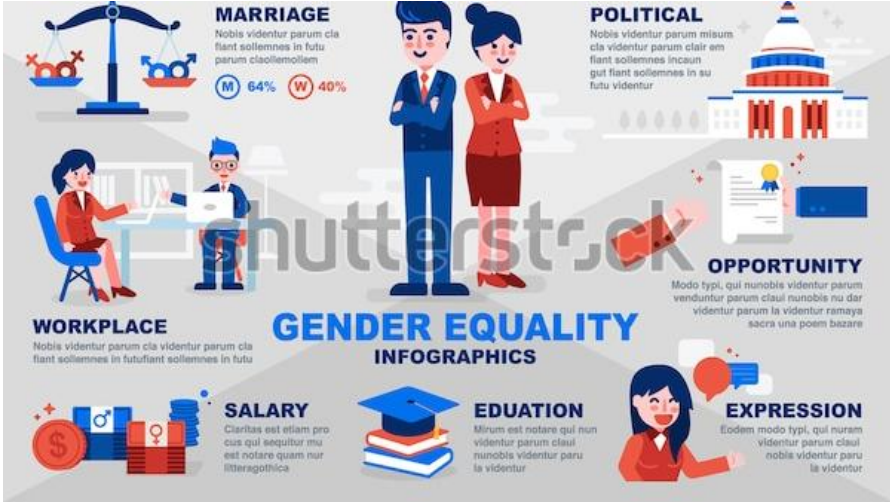 MARRIAGE
Nobis videntur parum cla
fiant sollemnes in futu
parum claollemollem
M 64% W 40%
POLITICAL
Nobis videntur parum misum
cla videntur parum clair em
fiant sollemnes incaun
gut fiant sollemnes in su
futu videntur
shutterstock
OPPORTUNITY
Modo typi, qui nunobis videntur parum
venduntur parum claui nunobis nu dar
videntur parum la videntur ramaya
sacra una poem bazare
WORKPLACE
Nobis videntur parum cla videntur parum cla
fiant sollemnes in futufiant sollemnes in futu
GENDER EQUALITY
INFOGRAPHICS
$
SALARY
Claritas est etiam pro
cus qui sequitur mu
est notare quam nur
litteragothica
EDUATION
Mirum est notare qui nun
videntur parum claui
nunobis videntur paru
la videntur
EXPRESSION
Eodem modo typi, qui nuram
videntur parum claui
nobis videntur paru
la videntur